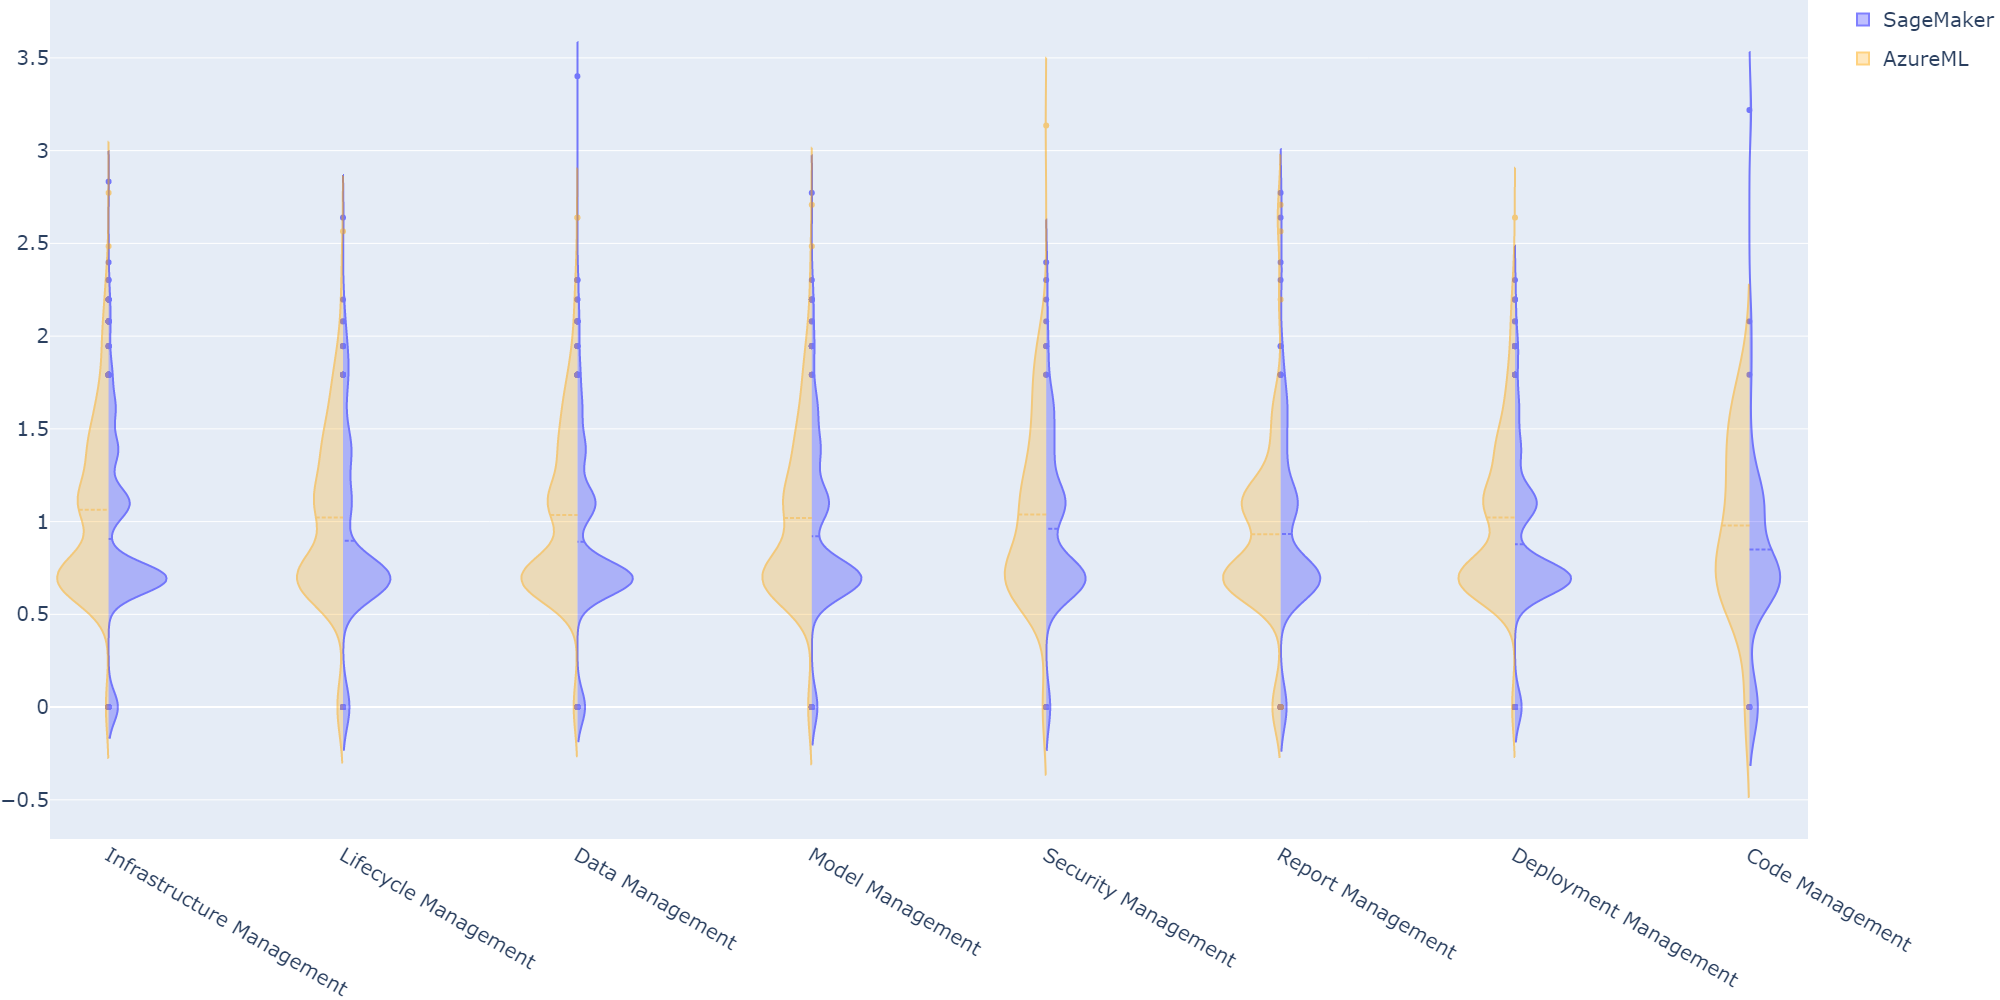 SageMaker
AzureML
3.5
3
2.5
2
1.5
1
0.5
0
−0.5
Infrastructure Management
Lifecycle Management
Data Management
Model Management
Security Management
Report Management
Deployment Management
Code Management